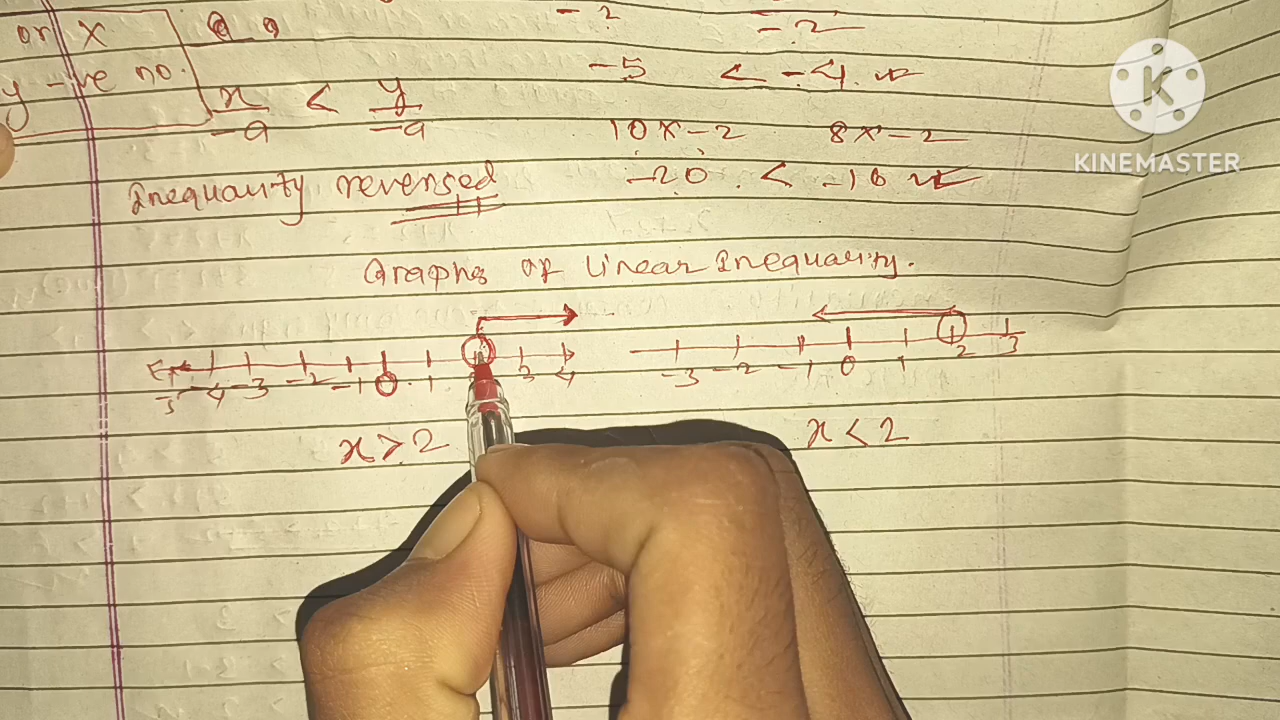 or x a a -2 -2
y -ve no. -5 < -4
x/-a < y/-a 10x-2 8x-2
Inequality reversed -20 < -16
Graphs of linear Inequality.
-5 -4 -3 -2 -1 0 1 3 4 -3 -2 -1 0 1 2 3
x > 2 x < 2
K
KINEMASTER